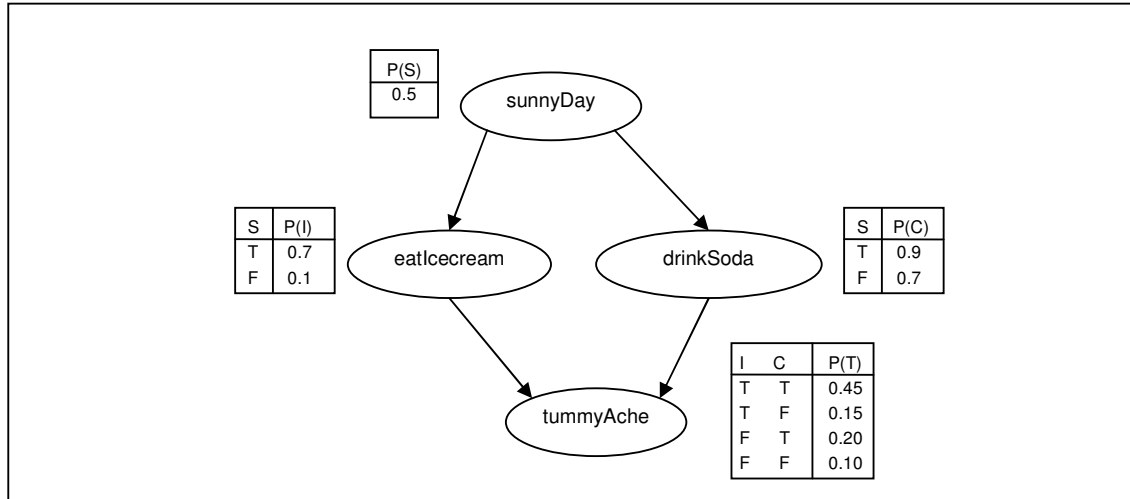 P(S)
0.5
sunnyDay
S P(I)
T 0.7
F 0.1
eatIcecream
drinkSoda
S P(C)
T 0.9
F 0.7
I C P(T)
T T 0.45
T F 0.15
F T 0.20
F F 0.10
tummyAche